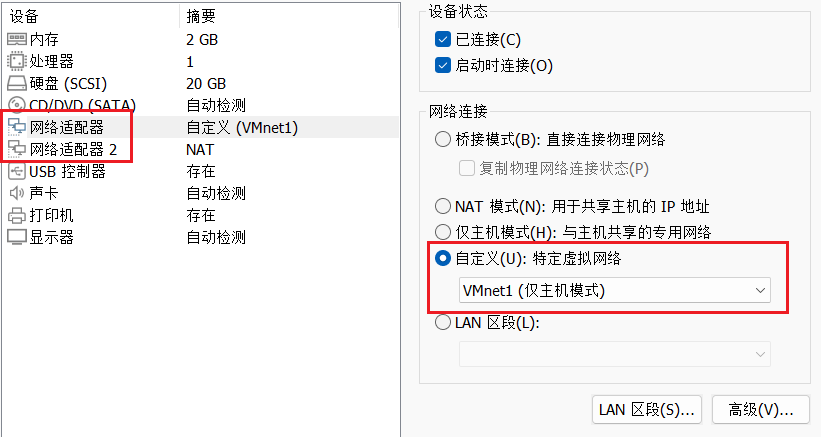 设备 摘要
内存 2 GB
处理器 1
硬盘 (SCSI) 20 GB
CD/DVD (SATA) 自动检测
网络适配器 自定义 (VMnet1)
网络适配器 2 NAT
USB 控制器 存在
声卡 自动检测
打印机 存在
显示器 自动检测
设备状态
已连接(C)
启动时连接(O)
网络连接
桥接模式(B): 直接连接物理网络
复制物理网络连接状态(P)
NAT 模式(N): 用于共享主机的 IP 地址
仅主机模式(H): 与主机共享的专用网络
自定义(U): 特定虚拟网络
VMnet1 (仅主机模式)
LAN 区段(L):
LAN 区段(S)... 高级(V)...